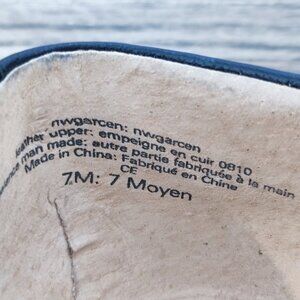 nwgarcen: nwgarcen
leather upper: empeigne en cuir 0810
man made: autre partie fabriquée à la main
Made in China: Fabriqué en Chine
CE
7M: 7 Moyen